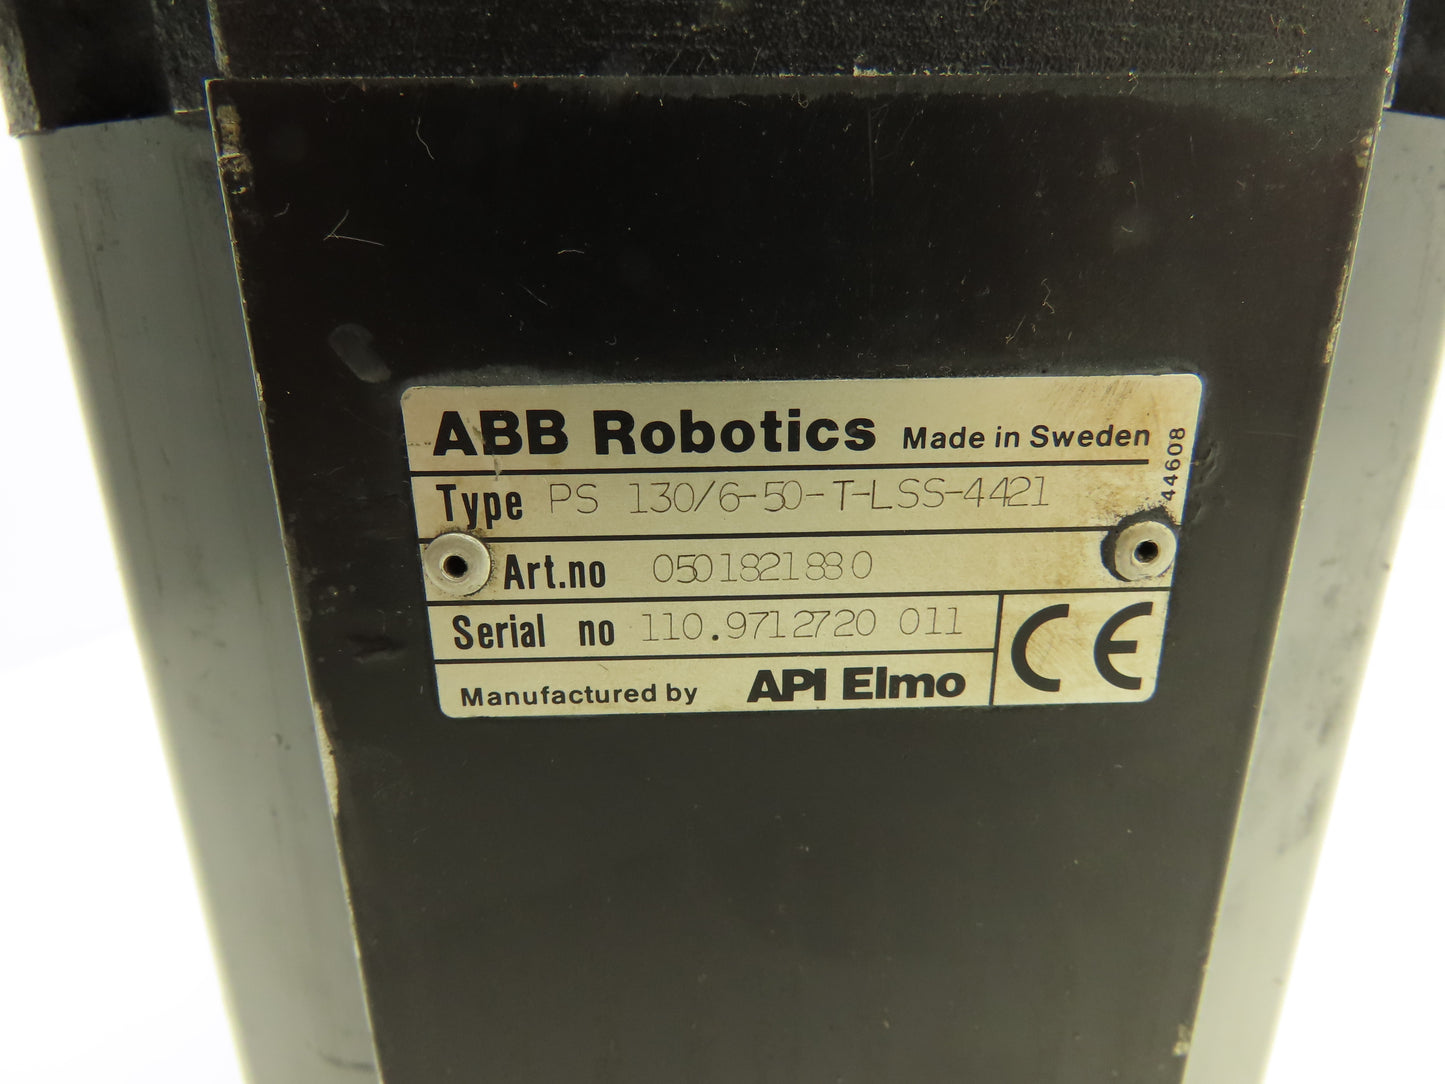 ABB Robotics Made in Sweden
44608
Type PS 130/6-50-T-LSS-4421
Art.no 0501821880
Serial no 110.9712720 011
Manufactured by API Elmo
CE